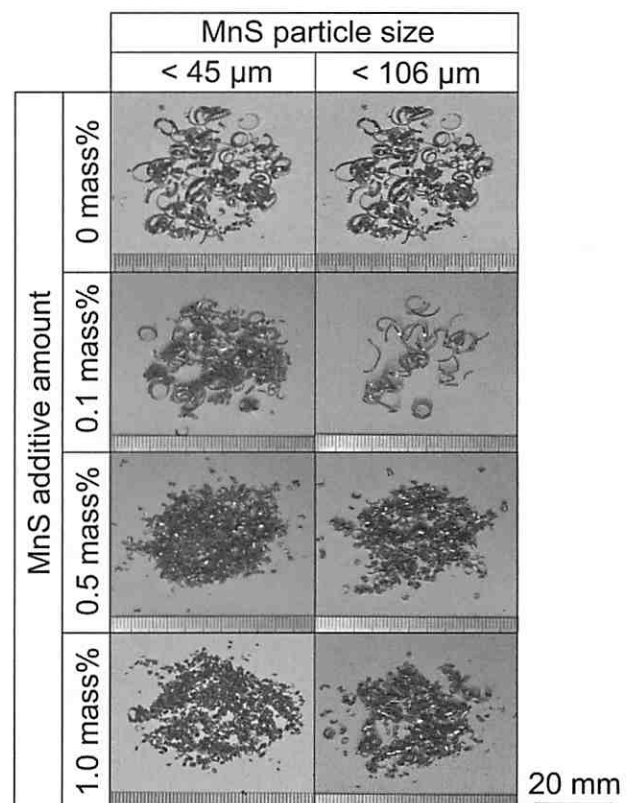 MnS particle size
< 45 μm
< 106 μm
MnS additive amount
0 mass%
0.1 mass%
0.5 mass%
1.0 mass%
20 mm